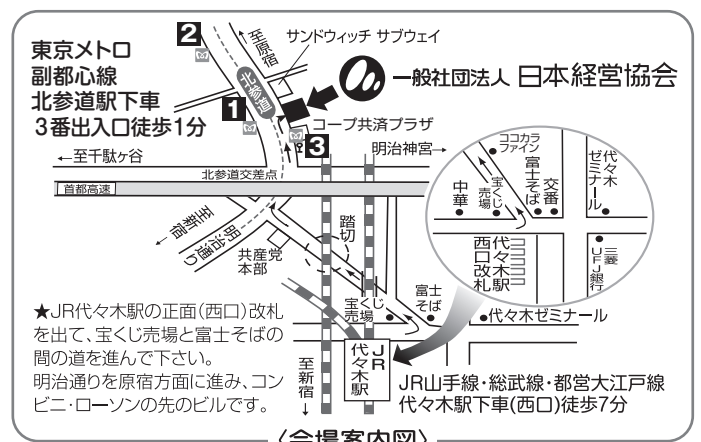 東京メトロ
副都心線
北参道駅下車
3番出入口徒歩1分
2
至原宿
サンドウィッチ サブウェイ
北参道
一般社団法人 日本経営協会
1
コープ共済プラザ
3
←至千駄ヶ谷
明治神宮→
北参道交差点
首都高速
至新宿
明治通り
共産党
本部
踏切
宝くじ
売場
富士
そば
ココカラ
ファイン
中華
宝くじ
売場
富士そば
交番
代々木
ゼミナール
代々木駅
西口改札
三菱
UFJ銀行
代々木ゼミナール
★JR代々木駅の正面(西口)改札
を出て、宝くじ売場と富士そばの
間の道を進んで下さい。
明治通りを原宿方面に進み、コン
ビニ・ローソンの先のビルです。
至新宿↓
JR
代々木駅
JR山手線・総武線・都営大江戸線
代々木駅下車(西口)徒歩7分
〈会場案内図〉